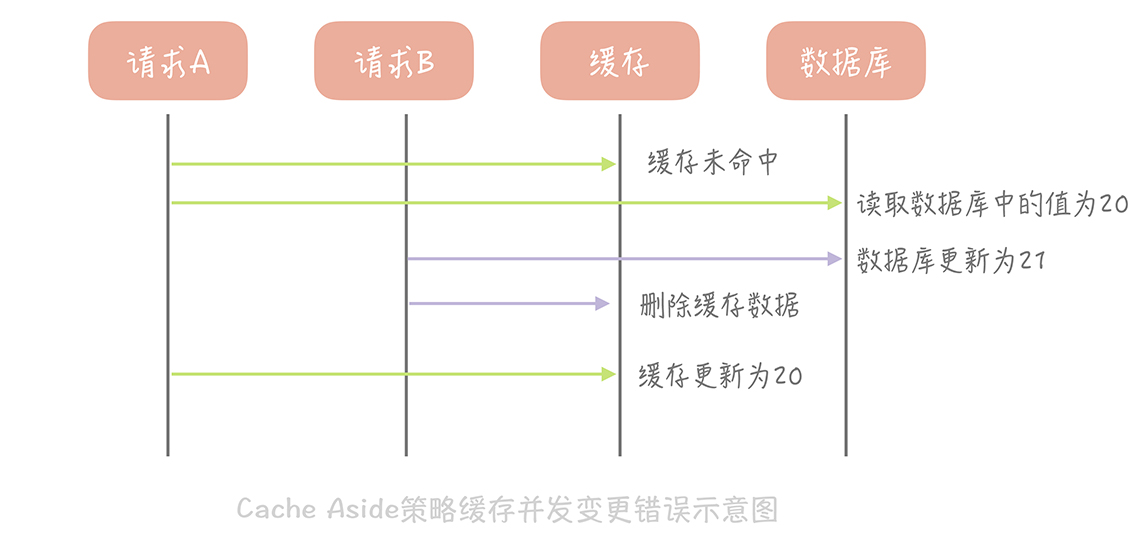 请求A
请求B
缓存
数据库
缓存未命中
读取数据库中的值为20
数据库更新为21
删除缓存数据
缓存更新为20
Cache Aside策略缓存并发变更错误示意图